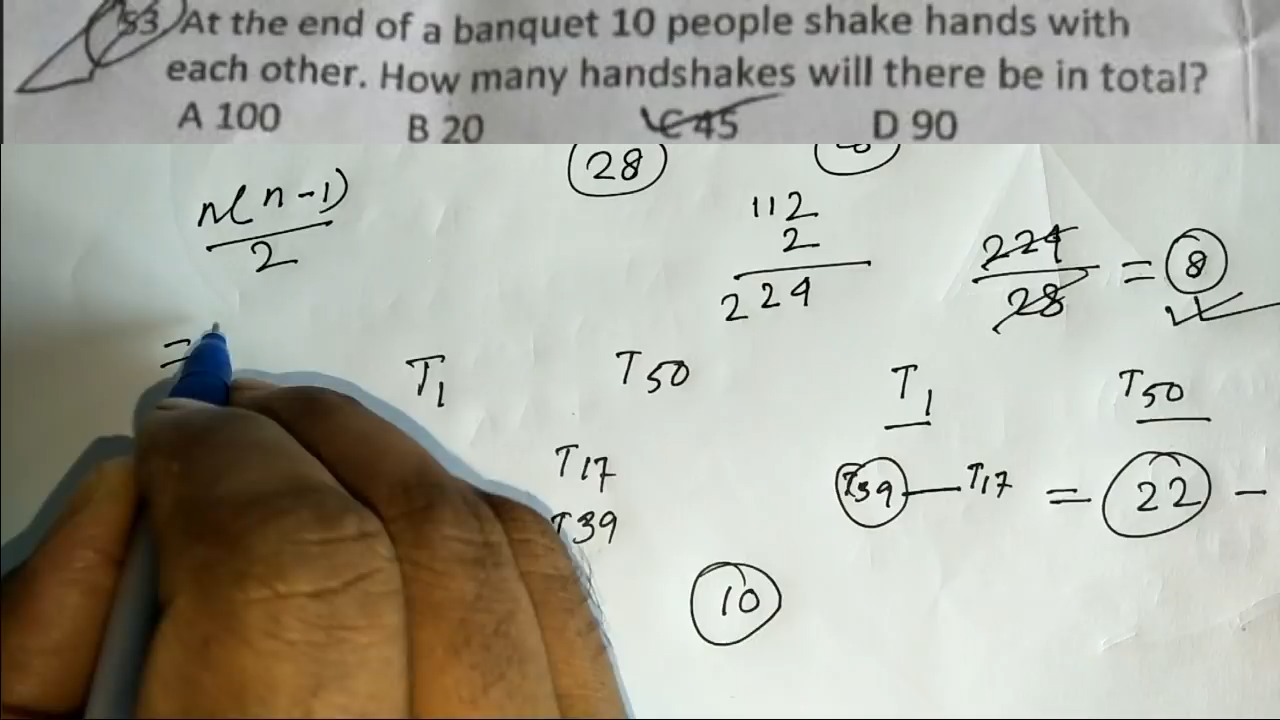 53) At the end of a banquet 10 people shake hands with
each other. How many handshakes will there be in total?
A 100 B 20 C 45 D 90
28
n(n-1)
2
112
2
224
224
28
= 8
=
T1 T50
T1 T50
T17
T39
T39 — T17 = 22 -
10